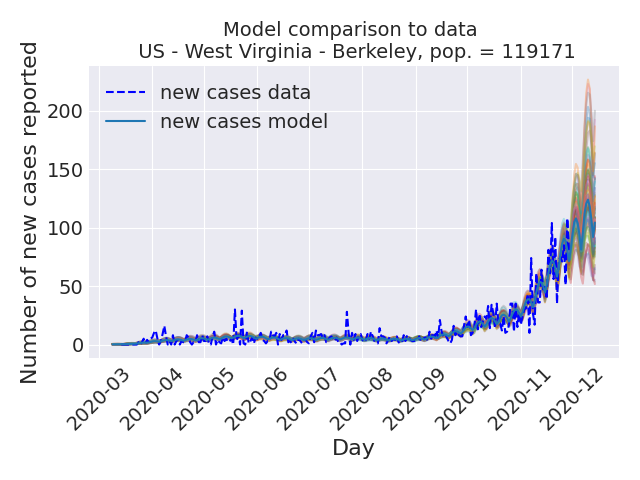 Model comparison to data
US - West Virginia - Berkeley, pop. = 119171
Number of new cases reported
new cases data
new cases model
200
150
100
50
0
2020-03
2020-04
2020-05
2020-06
2020-07
2020-08
2020-09
2020-10
2020-11
2020-12
Day